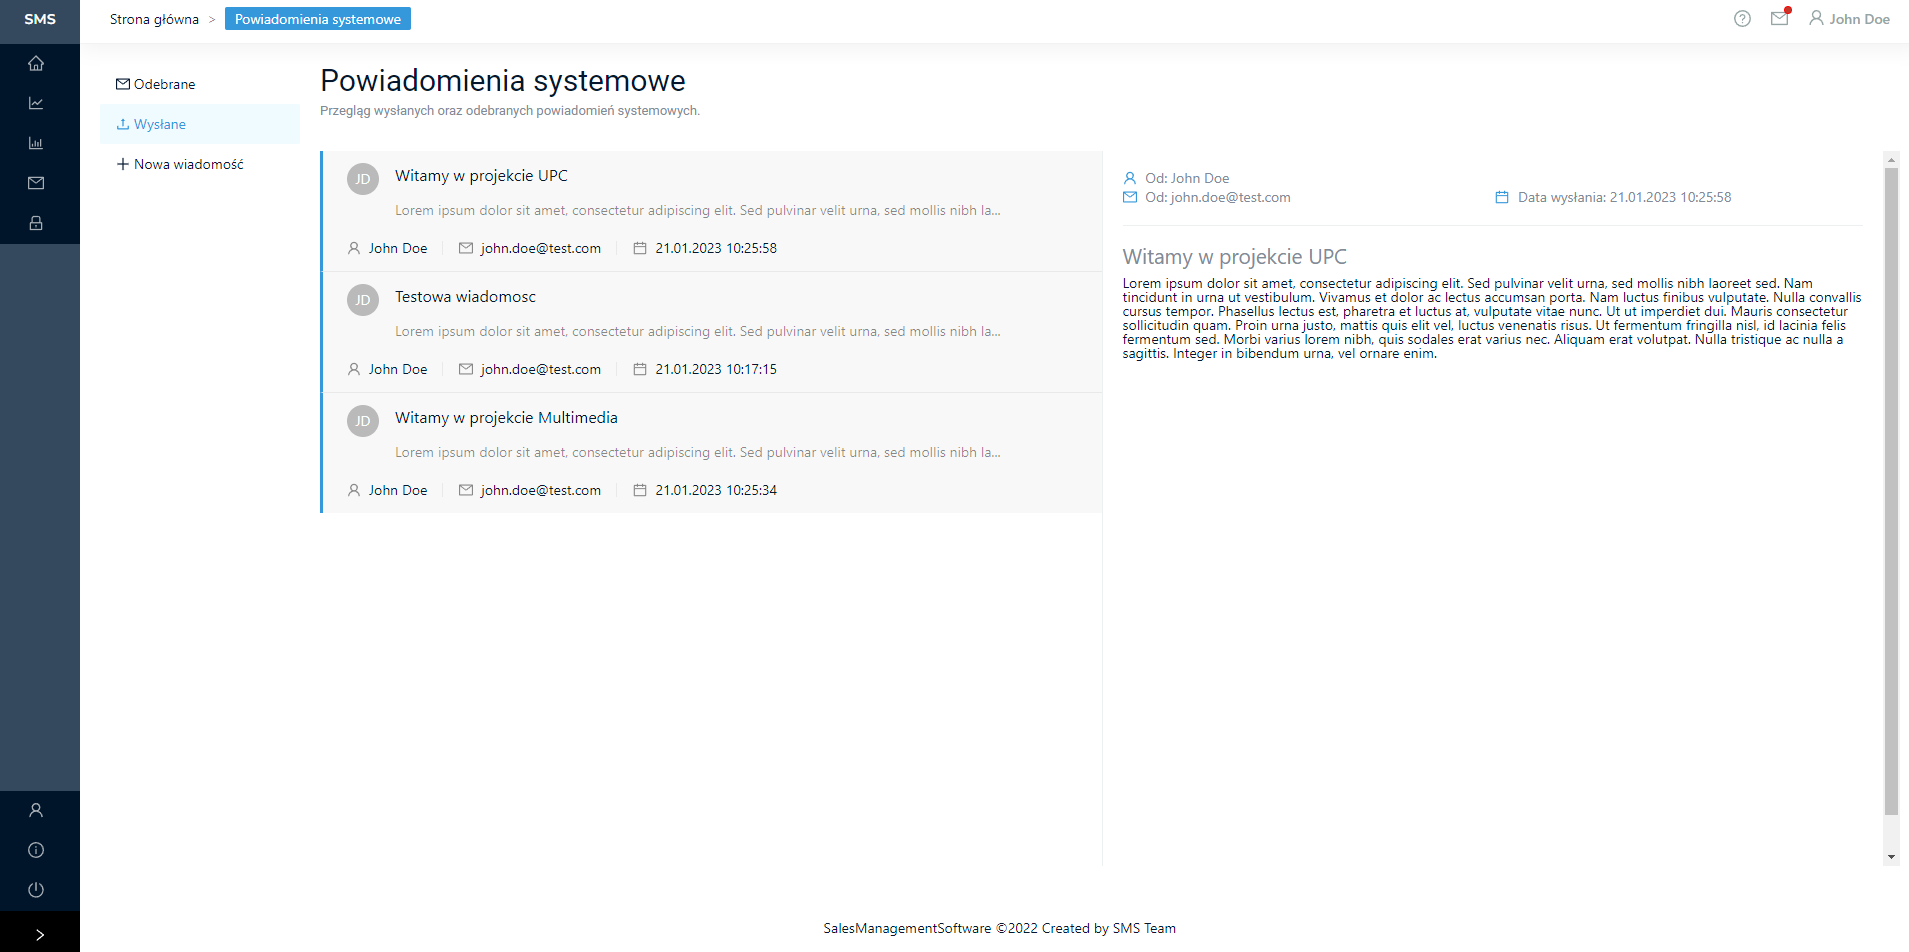 SMS
Strona główna > Powiadomienia systemowe
John Doe
Odebrane
Wysłane
Nowa wiadomość
Powiadomienia systemowe
Przegląg wysłanych oraz odebranych powiadomień systemowych.
JD Witamy w projekcie UPC
Lorem ipsum dolor sit amet, consectetur adipiscing elit. Sed pulvinar velit urna, sed mollis nibh la...
John Doe john.doe@test.com 21.01.2023 10:25:58
JD Testowa wiadomosc
Lorem ipsum dolor sit amet, consectetur adipiscing elit. Sed pulvinar velit urna, sed mollis nibh la...
John Doe john.doe@test.com 21.01.2023 10:17:15
JD Witamy w projekcie Multimedia
Lorem ipsum dolor sit amet, consectetur adipiscing elit. Sed pulvinar velit urna, sed mollis nibh la...
John Doe john.doe@test.com 21.01.2023 10:25:34
Od: John Doe
Od: john.doe@test.com Data wysłania: 21.01.2023 10:25:58
Witamy w projekcie UPC
Lorem ipsum dolor sit amet, consectetur adipiscing elit. Sed pulvinar velit urna, sed mollis nibh laoreet sed. Nam
tincidunt in urna ut vestibulum. Vivamus et dolor ac lectus accumsan porta. Nam luctus finibus vulputate. Nulla convallis
cursus tempor. Phasellus lectus est, pharetra et luctus at, vulputate vitae nunc. Ut ut imperdiet dui. Mauris consectetur
sollicitudin quam. Proin urna justo, mattis quis elit vel, luctus venenatis risus. Ut fermentum fringilla nisl, id lacinia felis
fermentum sed. Morbi varius lorem nibh, quis sodales erat varius nec. Aliquam erat volutpat. Nulla tristique ac nulla a
sagittis. Integer in bibendum urna, vel ornare enim.
SalesManagementSoftware ©2022 Created by SMS Team